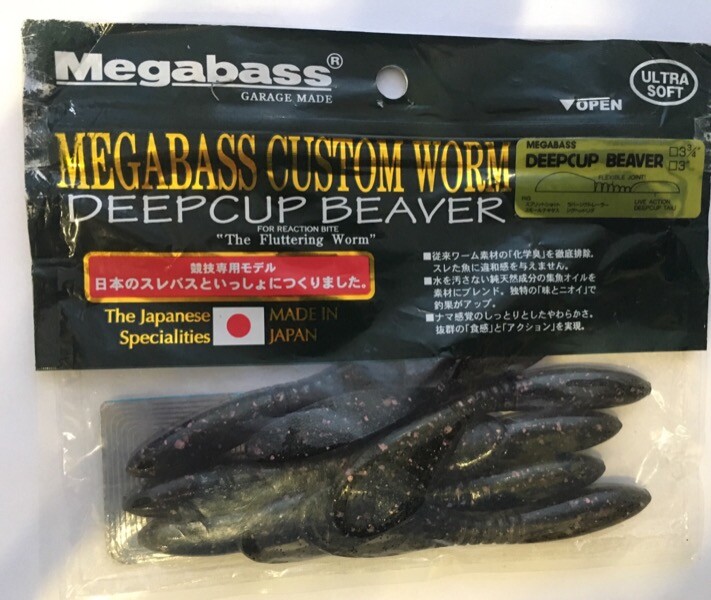 Megabass®
GARAGE MADE
▼OPEN
ULTRA
SOFT
MEGABASS CUSTOM WORM
DEEPCUP BEAVER
FOR REACTION BITE
"The Fluttering Worm"
MEGABASS
DEEPCUP BEAVER
□3 3/4"
□3"
FLEXIBLE JOINT!
LIVE ACTION
DEEPCUP TAIL!
競技専用モデル
日本のスレバスといっしょにつくりました。
The Japanese
Specialities
MADE IN
JAPAN
■従来ワーム素材の「化学臭」を徹底排除。
スレた魚に違和感を与えません。
■水を汚さない純天然成分の集魚オイルを
素材にブレンド。独特の「味とニオイ」で
釣果がアップ。
■ナマ感覚のしっとりとしたやわらかさ。
抜群の「食感」と「アクション」を実現。